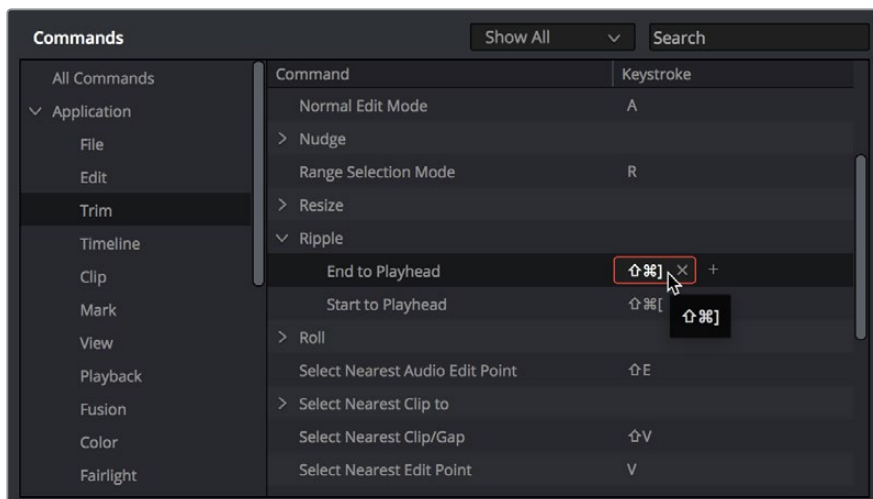 Commands
Show All
Search
All Commands
Application
File
Edit
Trim
Timeline
Clip
Mark
View
Playback
Fusion
Color
Fairlight
Command Keystroke
Normal Edit Mode A
Nudge
Range Selection Mode R
Resize
Ripple
End to Playhead ⇧⌘] × +
Start to Playhead ⇧⌘[
⇧⌘]
Roll
Select Nearest Audio Edit Point ⇧E
Select Nearest Clip to
Select Nearest Clip/Gap ⇧V
Select Nearest Edit Point V